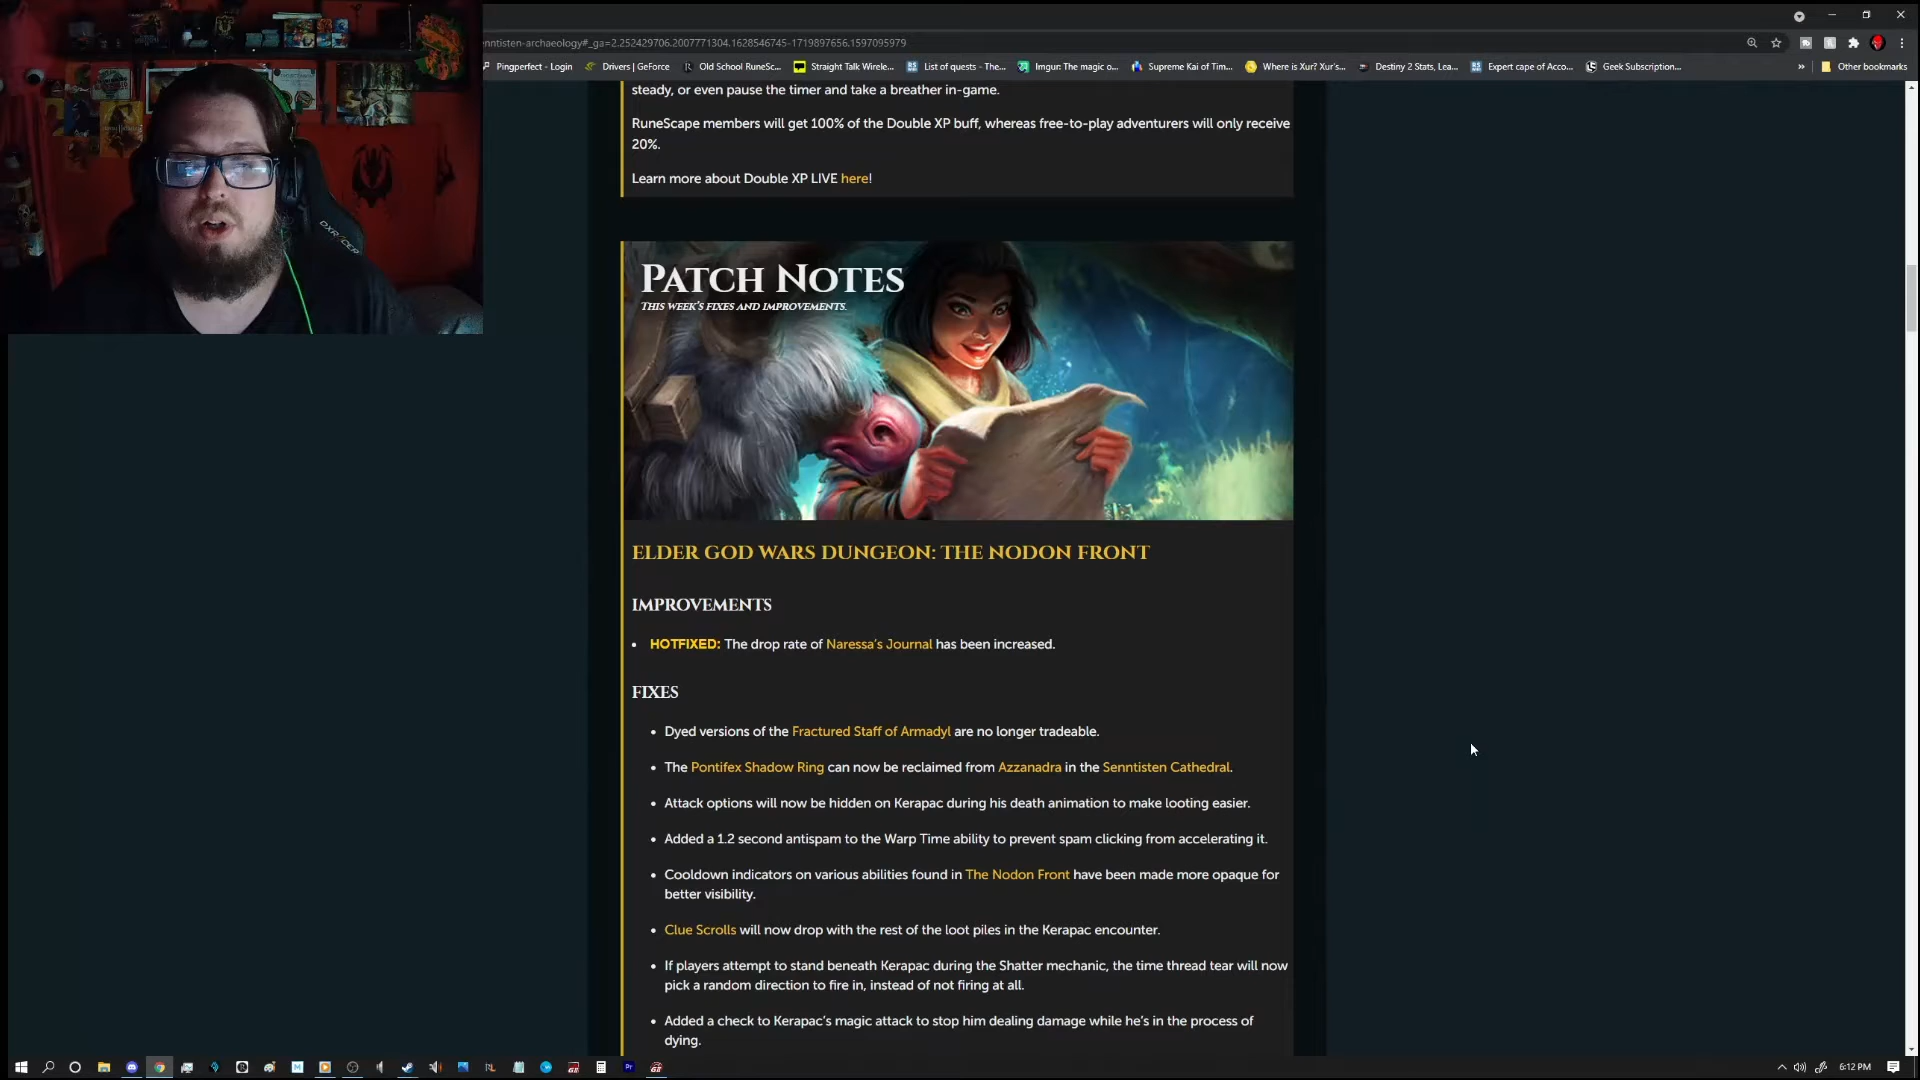 nntisten-archaeology#_ga=2.252429706.2007771304.1628546745-1719897656.1597095979
Pingperfect - Login Drivers | GeForce Old School RuneSc... Straight Talk Wirele... List of quests - The... Imgur: The magic o... Supreme Kai of Tim... Where is Xur? Xur's... Destiny 2 Stats, Lea... Expert cape of Acco... Geek Subscription... » Other bookmarks
steady, or even pause the timer and take a breather in-game.
RuneScape members will get 100% of the Double XP buff, whereas free-to-play adventurers will only receive
20%.
Learn more about Double XP LIVE here!
DXRACER
PATCH NOTES
THIS WEEK'S FIXES AND IMPROVEMENTS.
ELDER GOD WARS DUNGEON: THE NODON FRONT
IMPROVEMENTS
• HOTFIXED: The drop rate of Naressa's Journal has been increased.
FIXES
• Dyed versions of the Fractured Staff of Armadyl are no longer tradeable.
• The Pontifex Shadow Ring can now be reclaimed from Azzanadra in the Senntisten Cathedral.
• Attack options will now be hidden on Kerapac during his death animation to make looting easier.
• Added a 1.2 second antispam to the Warp Time ability to prevent spam clicking from accelerating it.
• Cooldown indicators on various abilities found in The Nodon Front have been made more opaque for
better visibility.
• Clue Scrolls will now drop with the rest of the loot piles in the Kerapac encounter.
• If players attempt to stand beneath Kerapac during the Shatter mechanic, the time thread tear will now
pick a random direction to fire in, instead of not firing at all.
• Added a check to Kerapac's magic attack to stop him dealing damage while he's in the process of
dying.
6:12 PM